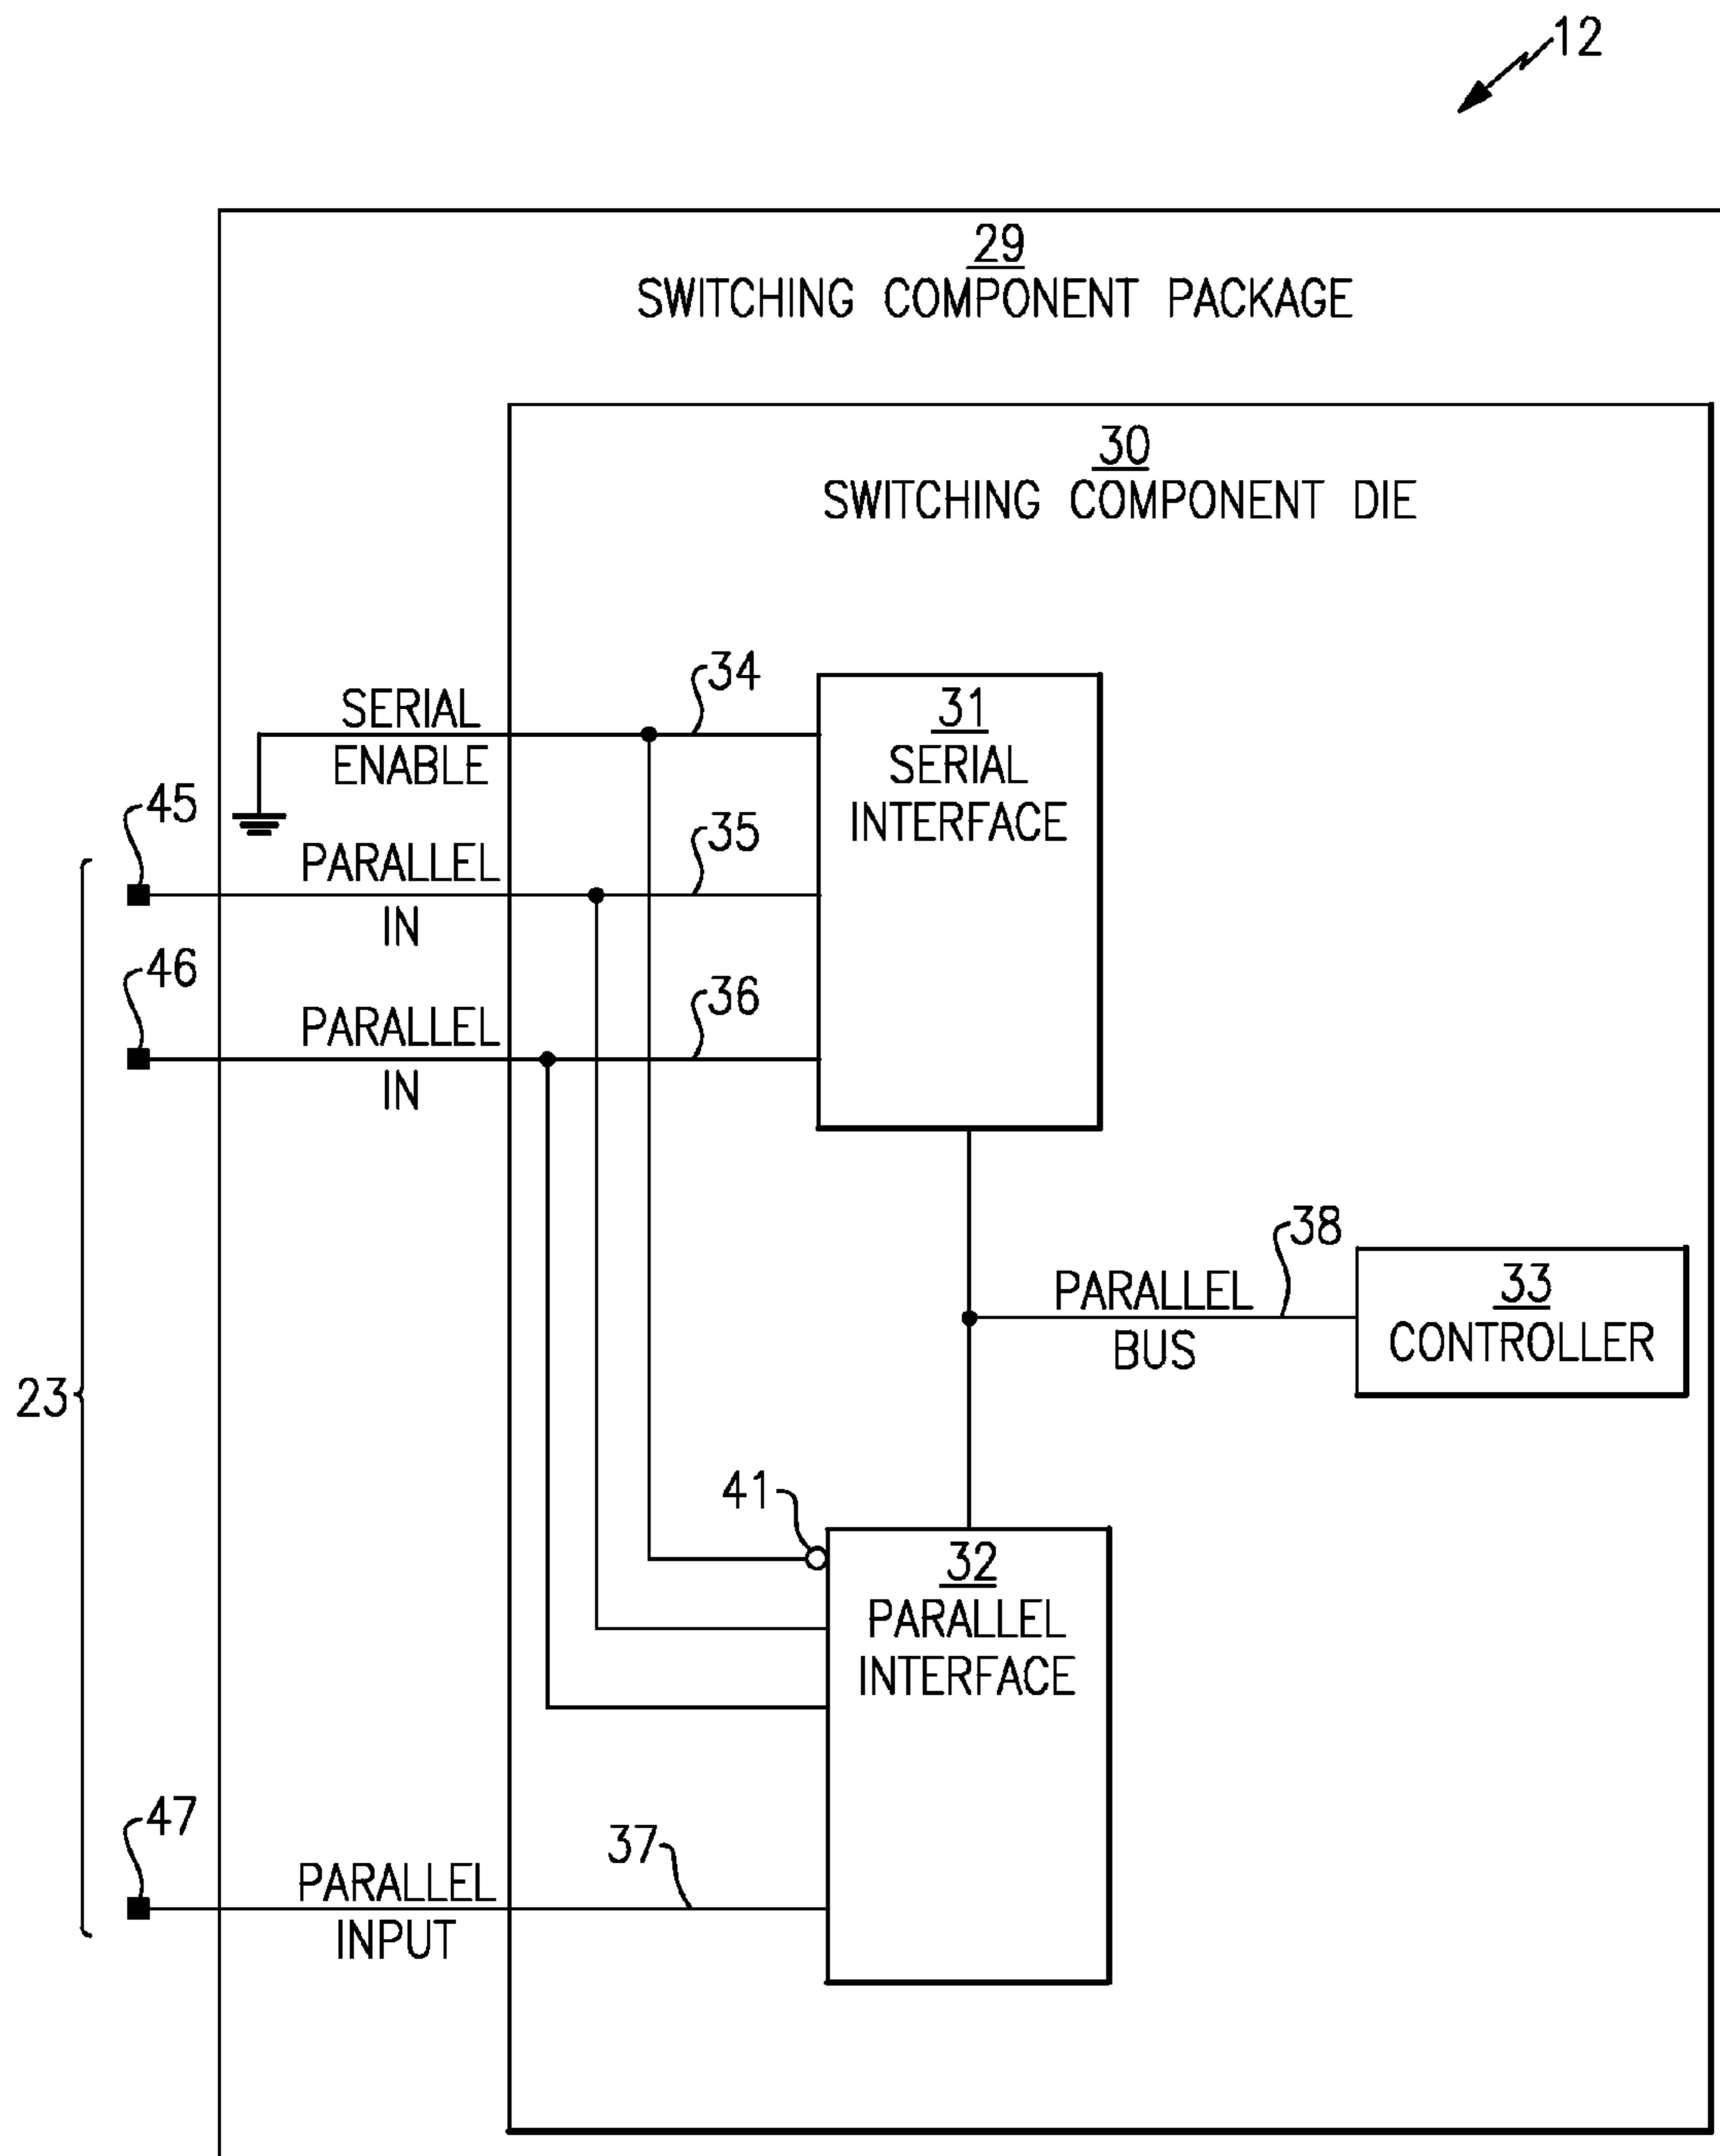 12
29
SWITCHING COMPONENT PACKAGE
30
SWITCHING COMPONENT DIE
34
SERIAL
ENABLE
31
SERIAL
INTERFACE
45
35
PARALLEL
IN
46
36
PARALLEL
IN
38
PARALLEL
BUS
33
CONTROLLER
23
41
32
PARALLEL
INTERFACE
47
37
PARALLEL
INPUT